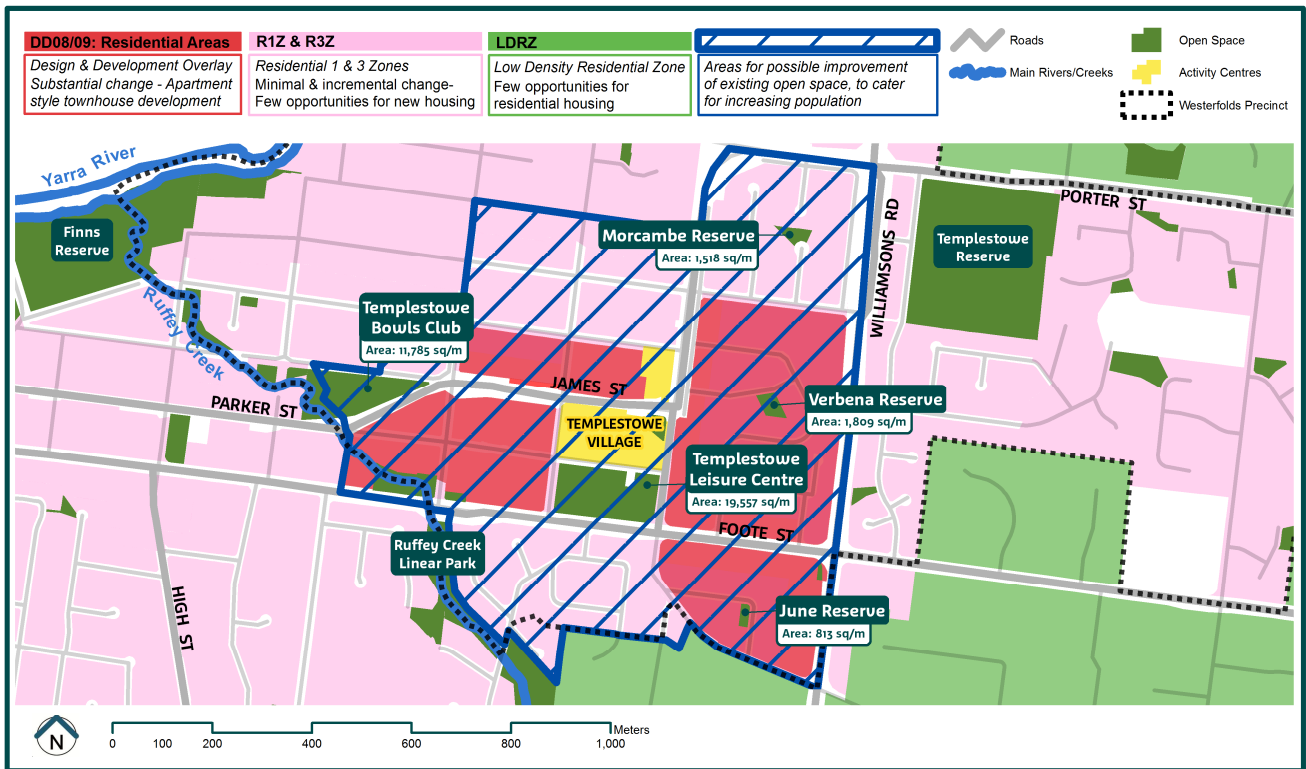 DD08/09: Residential Areas
Design & Development Overlay
Substantial change - Apartment
style townhouse development
R1Z & R3Z
Residential 1 & 3 Zones
Minimal & incremental change-
Few opportunities for new housing
LDRZ
Low Density Residential Zone
Few opportunities for
residential housing
Areas for possible improvement
of existing open space, to cater
for increasing population
Roads
Main Rivers/Creeks
Open Space
Activity Centres
Westerfolds Precinct
Yarra River
Finns
Reserve
Ruffey Creek
Morcambe Reserve
Area: 1,518 sq/m
WILLIAMSONS RD
PORTER ST
Templestowe
Reserve
Templestowe
Bowls Club
Area: 11,785 sq/m
JAMES ST
PARKER ST
TEMPLESTOWE
VILLAGE
Verbena Reserve
Area: 1,809 sq/m
Templestowe
Leisure Centre
Area: 19,557 sq/m
FOOTE ST
Ruffey Creek
Linear Park
HIGH ST
June Reserve
Area: 813 sq/m
N
0 100 200 400 600 800 1,000
Meters